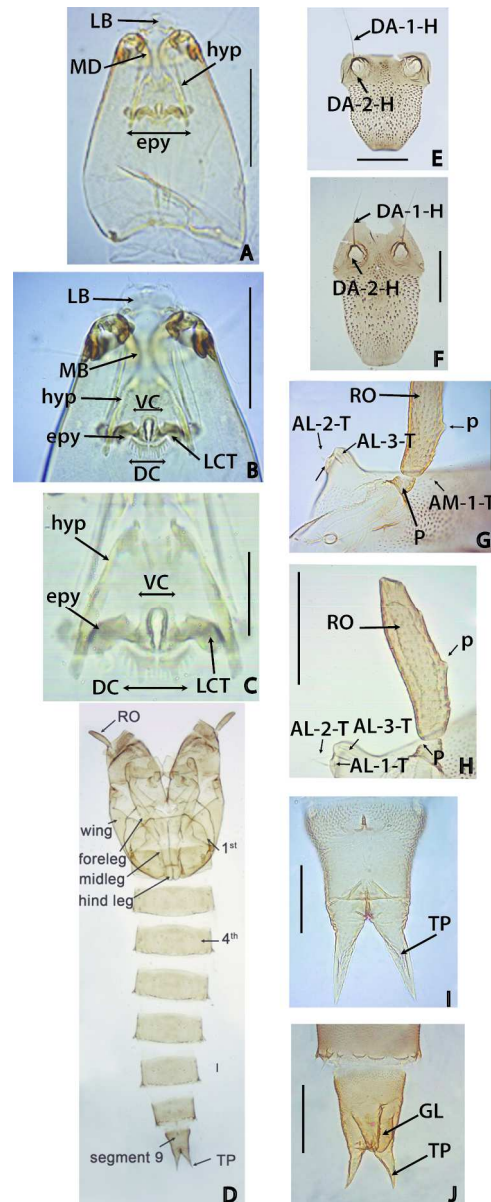 LB
MD
hyp
epy
A
LB
MB
hyp
VC
epy
DC
LCT
B
hyp
VC
epy
DC
LCT
C
RO
wing
foreleg
midleg
hind leg
1st
4th
I
segment 9
TP
D
DA-1-H
DA-2-H
E
DA-1-H
DA-2-H
F
RO
AL-2-T
AL-3-T
p
AM-1-T
P
G
RO
p
AL-2-T
AL-3-T
P
AL-1-T
H
TP
I
GL
TP
J